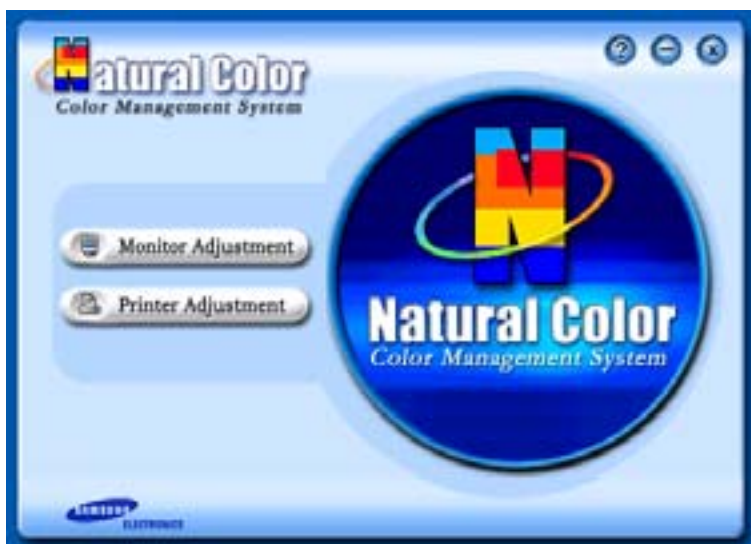 Natural Color
Color Management System
?
Monitor Adjustment
Printer Adjustment
N
Natural Color
Color Management System
SAMSUNG
ELECTRONICS